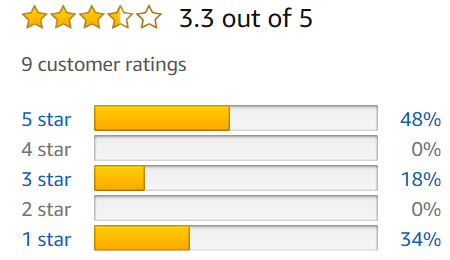 3.3 out of 5
9 customer ratings
5 star 48%
4 star 0%
3 star 18%
2 star 0%
1 star 34%